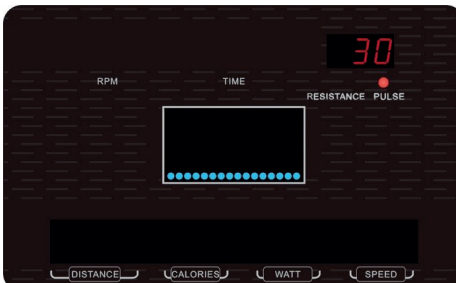 30
RPM TIME
RESISTANCE PULSE
DISTANCE CALORIES WATT SPEED